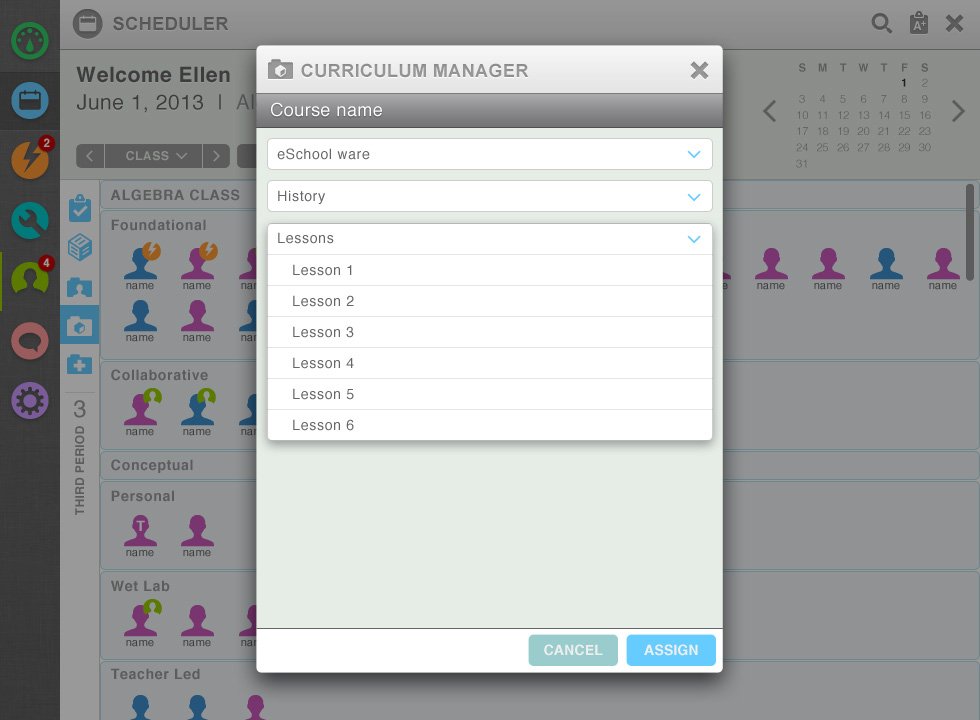 SCHEDULER
A+
Welcome Ellen
June 1, 2013 | Al
CLASS
S M T W T F S
1 2
3 4 5 6 7 8 9
10 11 12 13 14 15 16
17 18 19 20 21 22 23
24 25 26 27 28 29 30
31
2
4
CURRICULUM MANAGER
Course name
eSchool ware
History
Lessons
Lesson 1
Lesson 2
Lesson 3
Lesson 4
Lesson 5
Lesson 6
CANCEL
ASSIGN
3
THIRD PERIOD
ALGEBRA CLASS
Foundational
name name name name name name
name name
Collaborative
name name
Conceptual
Personal
T
name name
Wet Lab
name name
Teacher Led